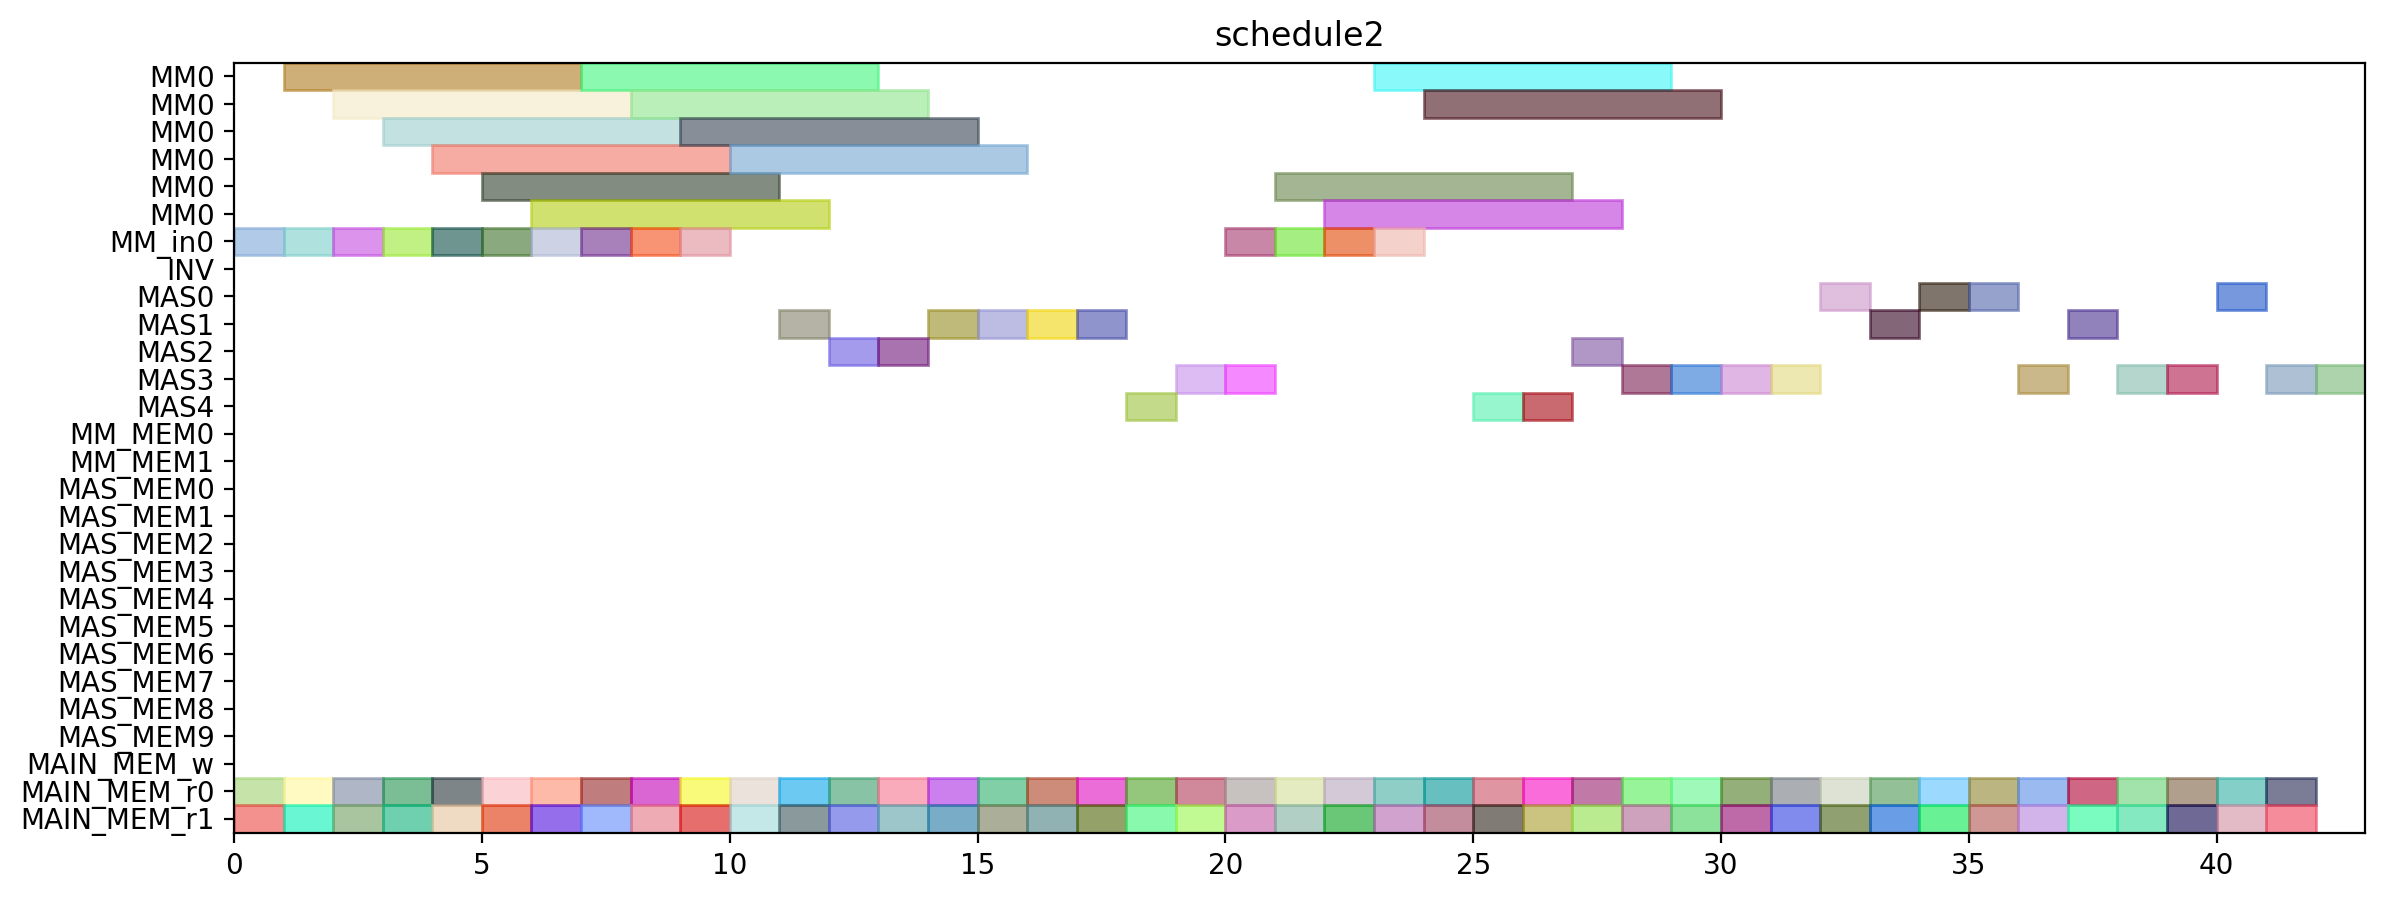 schedule2
MM0
MM0
MM0
MM0
MM0
MM0
MM_in0
INV
MAS0
MAS1
MAS2
MAS3
MAS4
MM_MEM0
MM_MEM1
MAS_MEM0
MAS_MEM1
MAS_MEM2
MAS_MEM3
MAS_MEM4
MAS_MEM5
MAS_MEM6
MAS_MEM7
MAS_MEM8
MAS_MEM9
MAIN_MEM_w
MAIN_MEM_r0
MAIN_MEM_r1
0 5 10 15 20 25 30 35 40